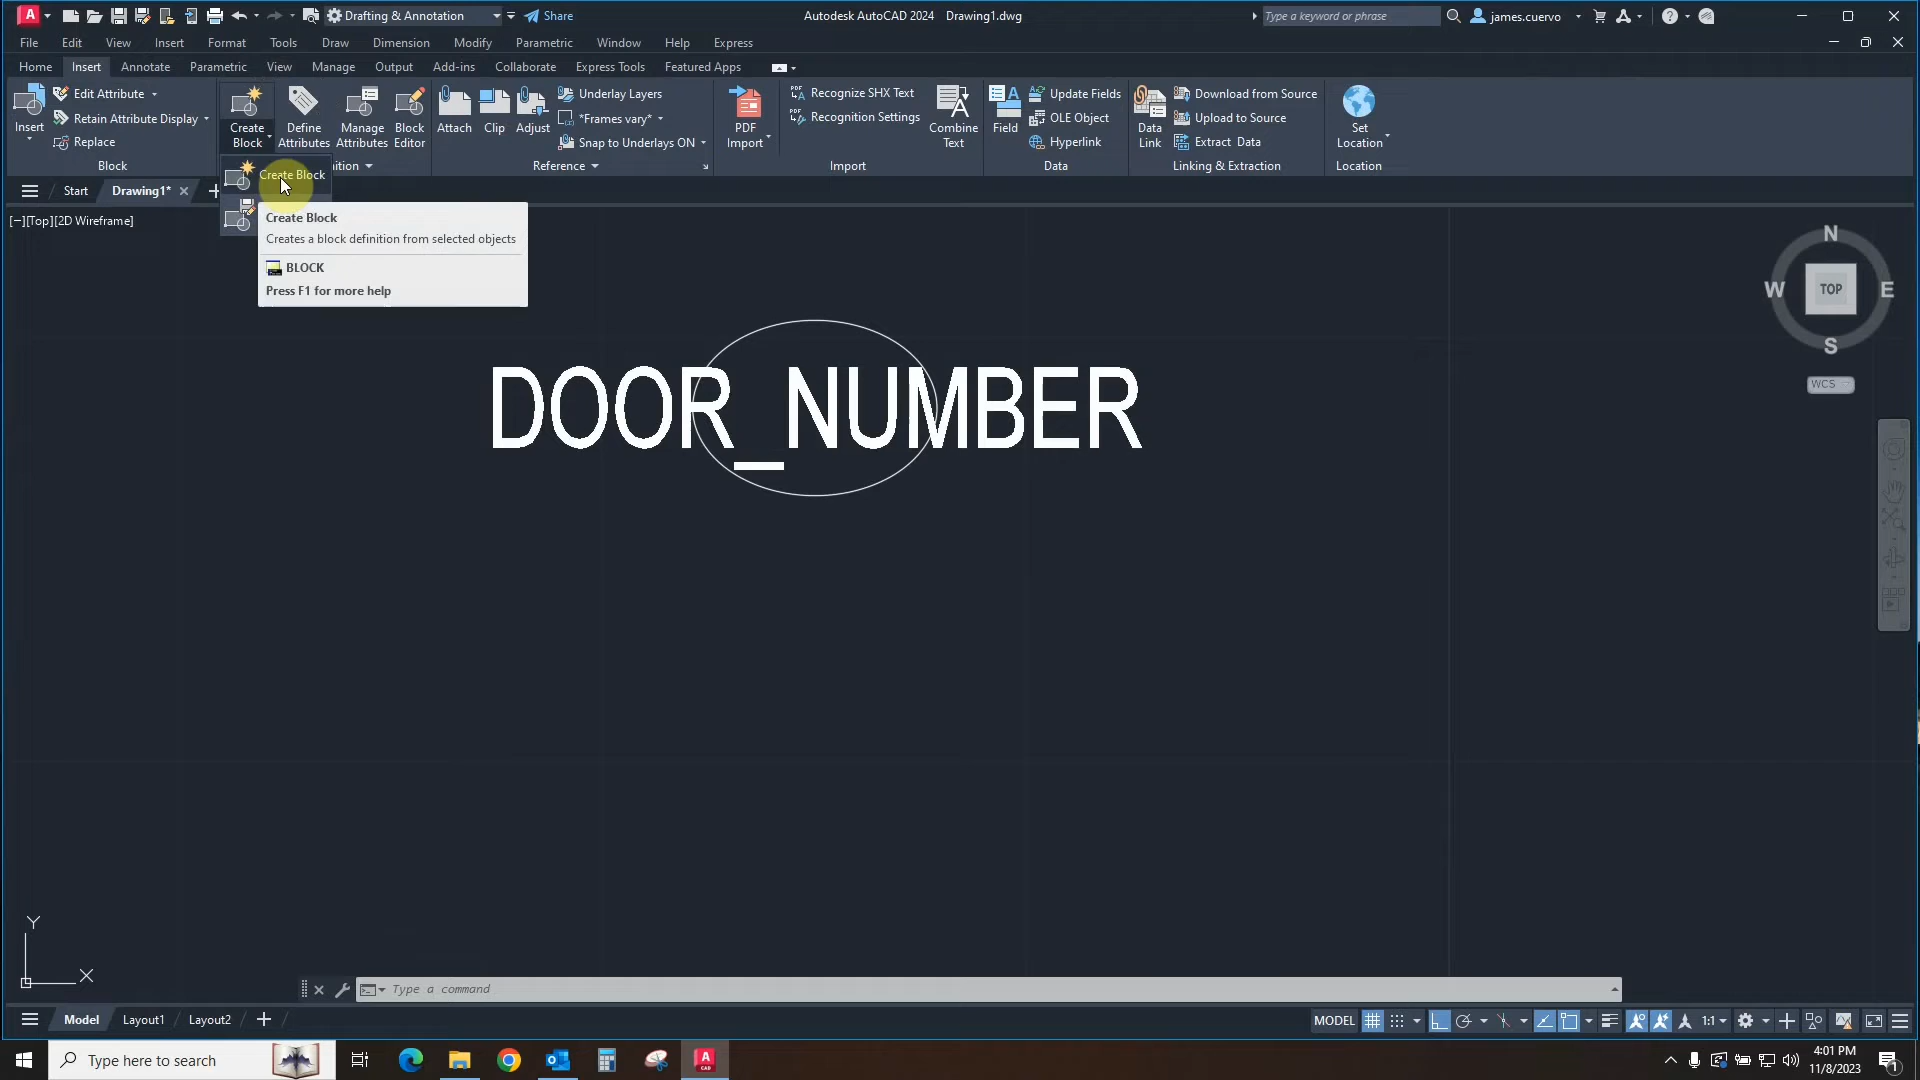 A
CAD
Drafting & Annotation
Share
Autodesk AutoCAD 2024 Drawing1.dwg
Type a keyword or phrase
james.cuervo
File Edit View Insert Format Tools Draw Dimension Modify Parametric Window Help Express
Home Insert Annotate Parametric View Manage Output Add-ins Collaborate Express Tools Featured Apps
Insert
Edit Attribute
Retain Attribute Display
Replace
Block
Create Block
Define Attributes
Manage Attributes
Block Editor
ition
Attach
Clip
Adjust
Underlay Layers
*Frames vary*
Snap to Underlays ON
Reference
PDF Import
Recognize SHX Text
Recognition Settings
Combine Text
Import
Field
Update Fields
OLE Object
Hyperlink
Data
Data Link
Download from Source
Upload to Source
Extract Data
Linking & Extraction
Set Location
Location
Start
Drawing1*
Create Block
[−][Top][2D Wireframe]
Create Block
Creates a block definition from selected objects
BLOCK
Press F1 for more help
DOOR_NUMBER
N
W
TOP
E
S
WCS
Y
X
Type a command
Model Layout1 Layout2
MODEL
1:1
Type here to search
4:01 PM
11/8/2023
1